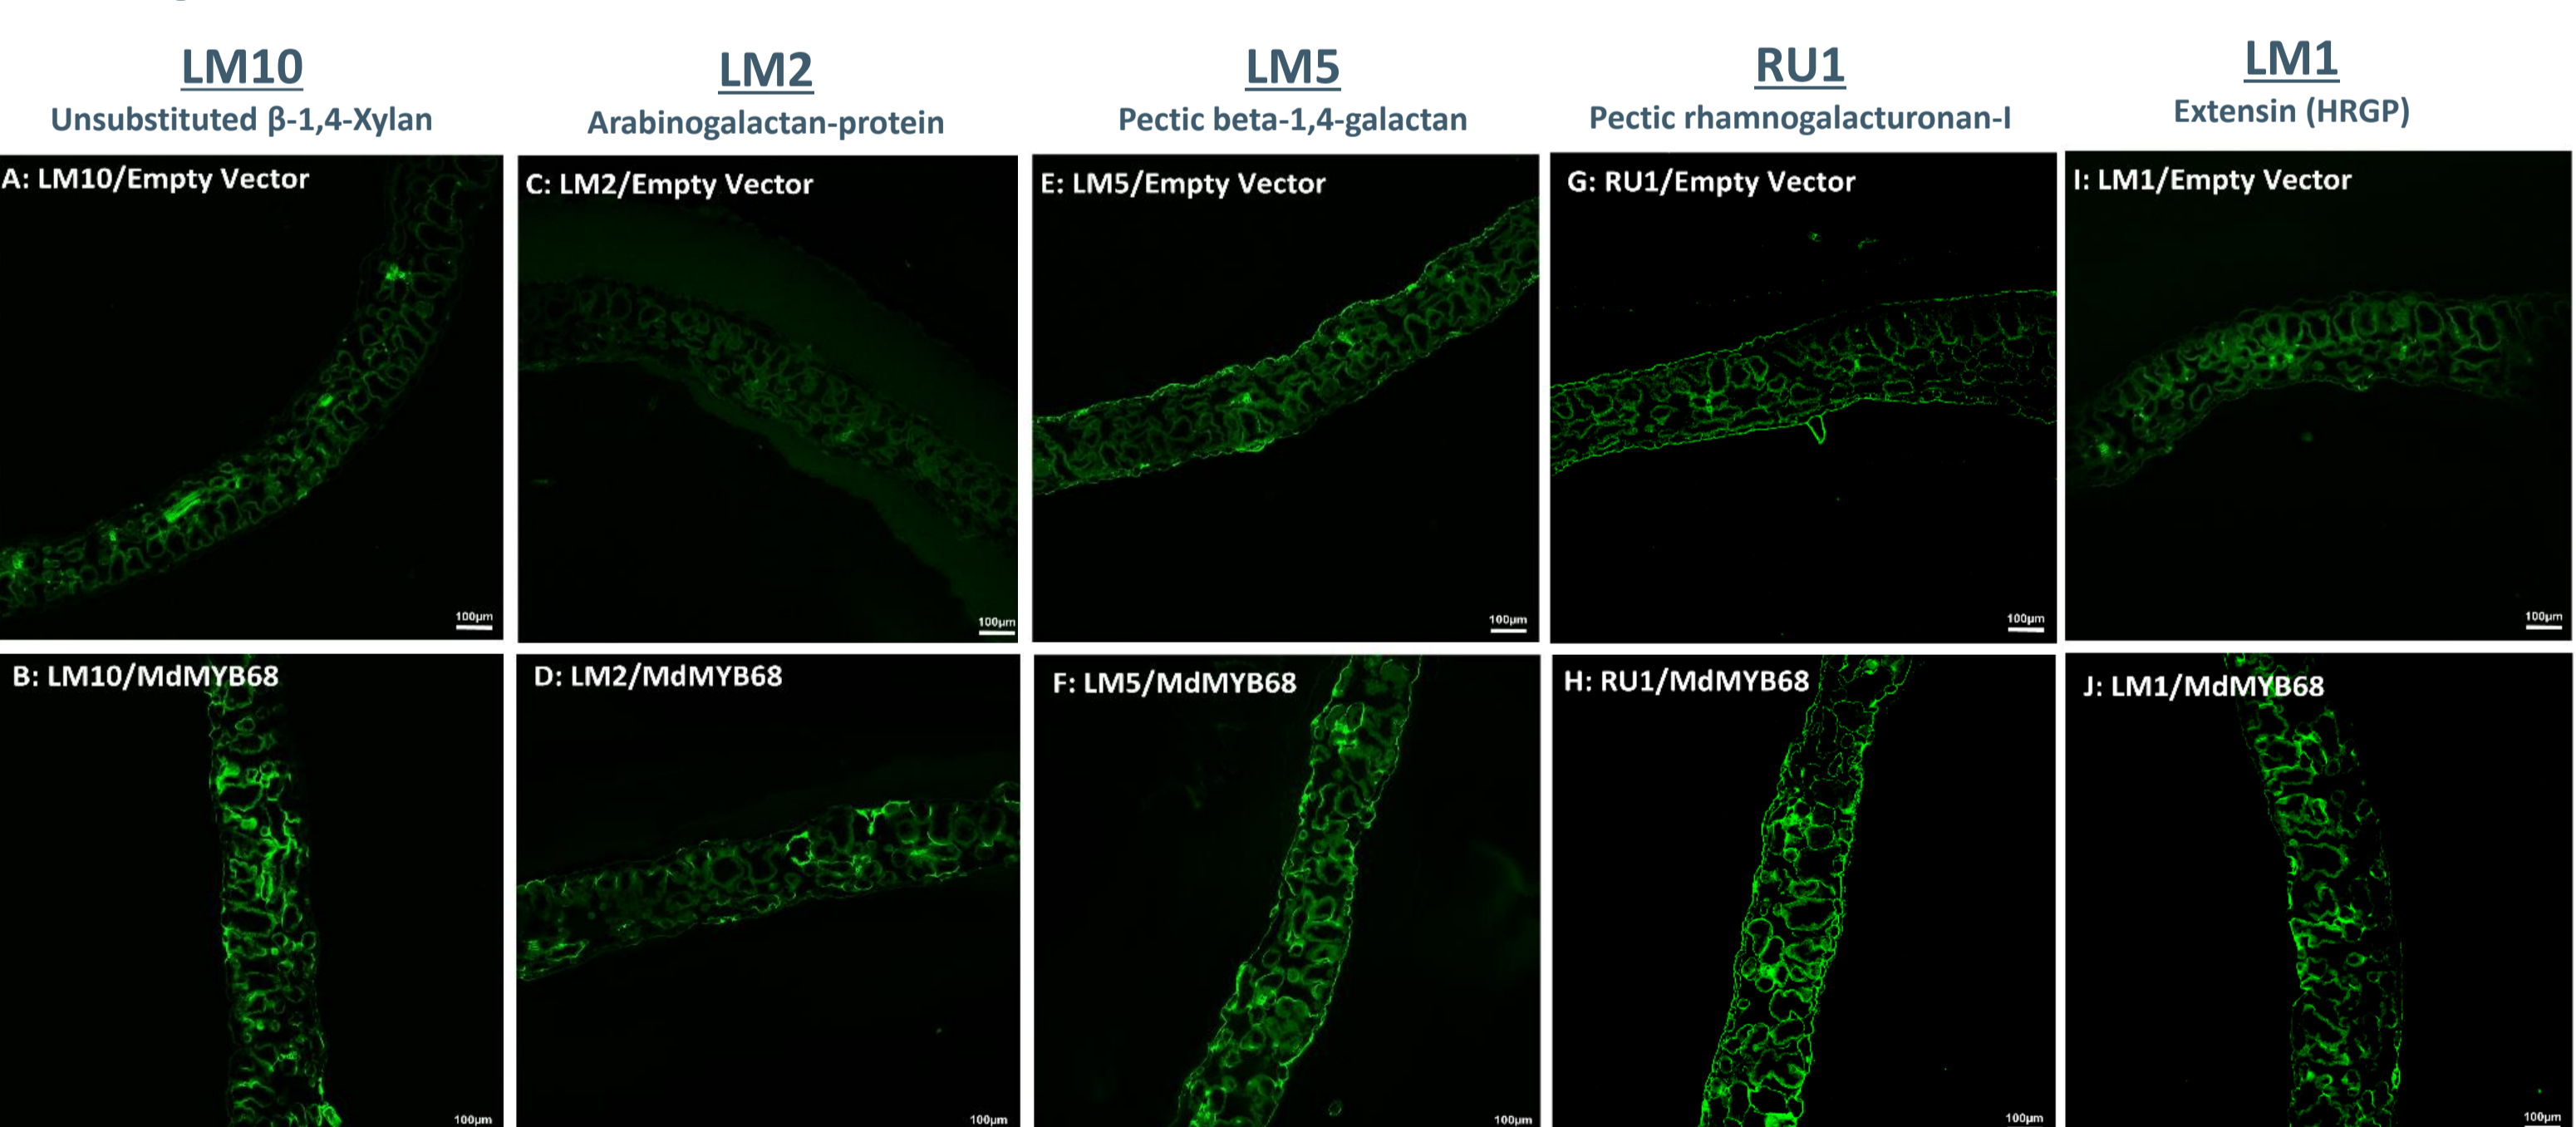 LM10
Unsubstituted β-1,4-Xylan
LM2
Arabinogalactan-protein
LM5
Pectic beta-1,4-galactan
RU1
Pectic rhamnogalacturonan-I
LM1
Extensin (HRGP)
A: LM10/Empty Vector
100µm
C: LM2/Empty Vector
100µm
E: LM5/Empty Vector
100µm
G: RU1/Empty Vector
100µm
I: LM1/Empty Vector
100µm
B: LM10/MdMYB68
100µm
D: LM2/MdMYB68
100µm
F: LM5/MdMYB68
100µm
H: RU1/MdMYB68
100µm
J: LM1/MdMYB68
100µm